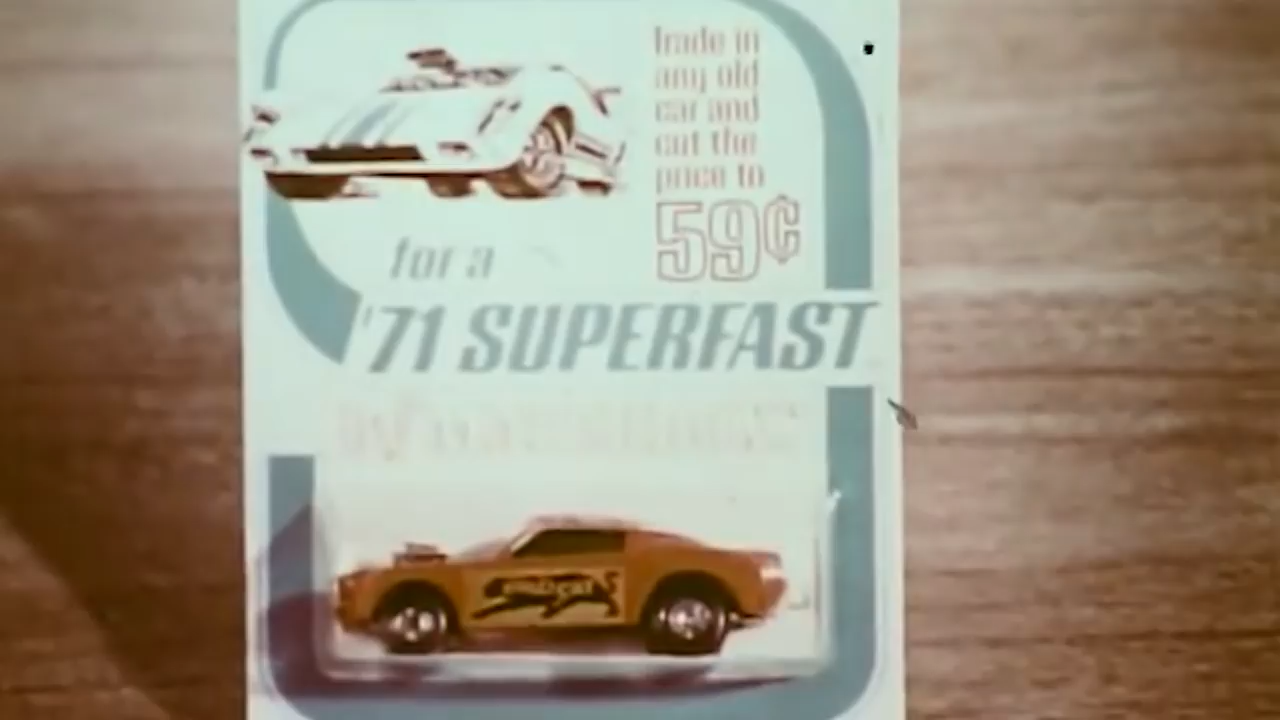 Trade in
any old
car and
cut the
price to
59¢
for a
'71 SUPERFAST